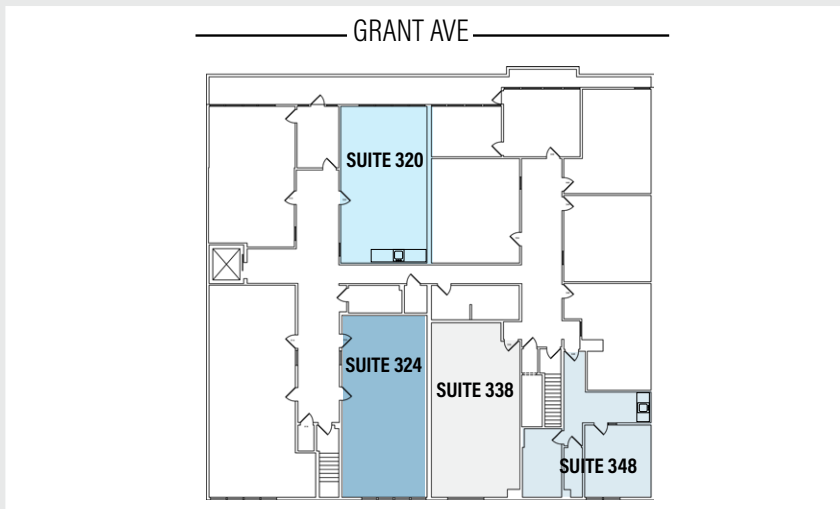 GRANT AVE
SUITE 320
SUITE 324
SUITE 338
SUITE 348